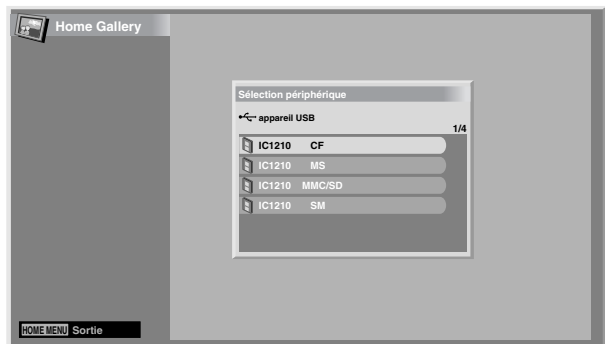 Home Gallery
Sélection périphérique
appareil USB
1/4
IC1210 CF
IC1210 MS
IC1210 MMC/SD
IC1210 SM
HOME MENU Sortie